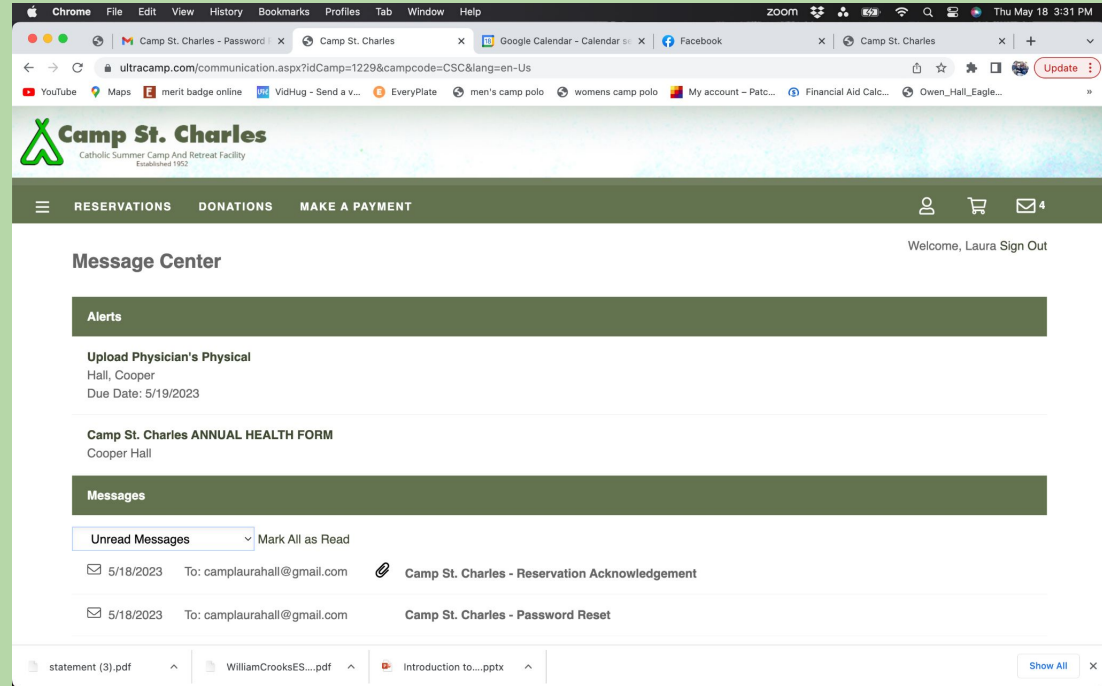 Chrome File Edit View History Bookmarks Profiles Tab Window Help zoom Thu May 18 3:31 PM
Camp St. Charles - Password Camp St. Charles Google Calendar - Calendar se Facebook Camp St. Charles
ultracamp.com/communication.aspx?idCamp=1229&campcode=CSC&lang=en-Us Update
YouTube Maps merit badge online VidHug - Send a v... EveryPlate men's camp polo womens camp polo My account – Patc... Financial Aid Calc... Owen_Hall_Eagle... »
Camp St. Charles
Catholic Summer Camp And Retreat Facility
Established 1952
RESERVATIONS DONATIONS MAKE A PAYMENT 4
Welcome, Laura Sign Out
Message Center
Alerts
Upload Physician's Physical
Hall, Cooper
Due Date: 5/19/2023
Camp St. Charles ANNUAL HEALTH FORM
Cooper Hall
Messages
Unread Messages Mark All as Read
5/18/2023 To: camplaurahall@gmail.com Camp St. Charles - Reservation Acknowledgement
5/18/2023 To: camplaurahall@gmail.com Camp St. Charles - Password Reset
statement (3).pdf WilliamCrooksES....pdf Introduction to....pptx Show All